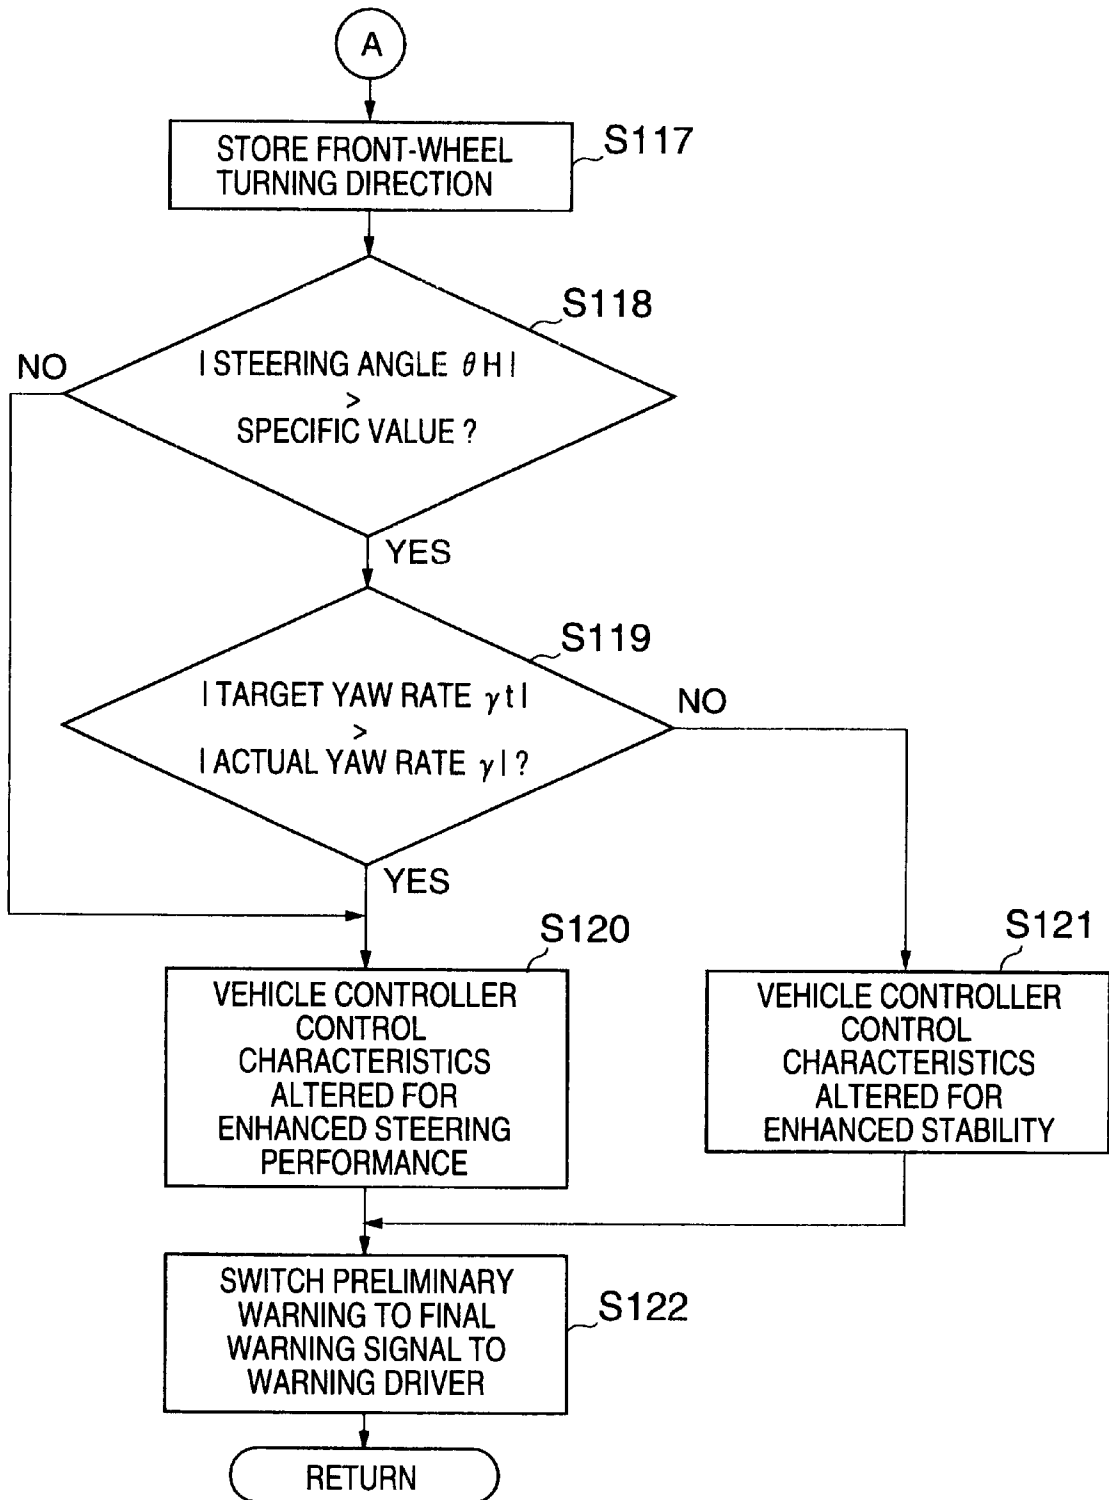 A
STORE FRONT-WHEEL
TURNING DIRECTION
S117
S118
NO
| STEERING ANGLE θH |
>
SPECIFIC VALUE ?
YES
S119
| TARGET YAW RATE γt |
>
| ACTUAL YAW RATE γ | ?
NO
YES
S120
S121
VEHICLE CONTROLLER
CONTROL
CHARACTERISTICS
ALTERED FOR
ENHANCED STEERING
PERFORMANCE
VEHICLE CONTROLLER
CONTROL
CHARACTERISTICS
ALTERED FOR
ENHANCED STABILITY
SWITCH PRELIMINARY
WARNING TO FINAL
WARNING SIGNAL TO
WARNING DRIVER
S122
RETURN